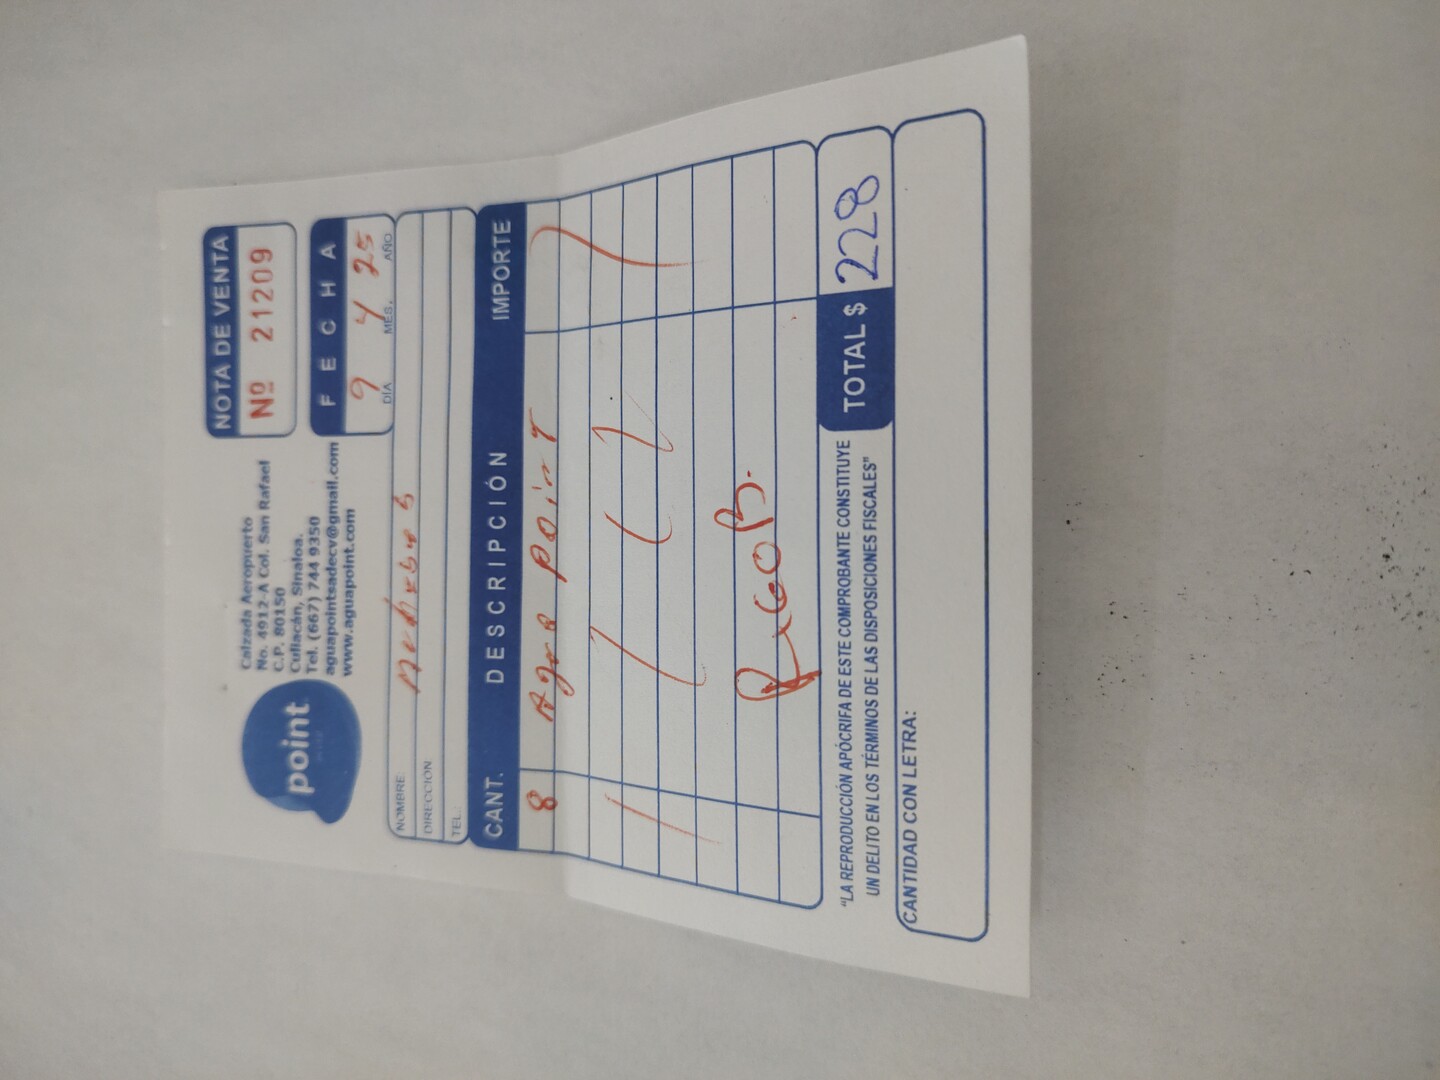 point
Calzada Aeropuerto
No. 4912-A Col. San Rafael
C.P. 80150
Culiacán, Sinaloa.
Tel. (667) 744 9350
aguapointsadecv@gmail.com
www.aguapoint.com
NOTA DE VENTA
Nº 21209
FECHA
9 4 25
DÍA MES. AÑO
NOMBRE:
DIRECCIÓN
TEL.:
CANT. DESCRIPCIÓN IMPORTE
8 Agua point
"LA REPRODUCCIÓN APÓCRIFA DE ESTE COMPROBANTE CONSTITUYE
UN DELITO EN LOS TÉRMINOS DE LAS DISPOSICIONES FISCALES"
TOTAL $ 228
CANTIDAD CON LETRA: